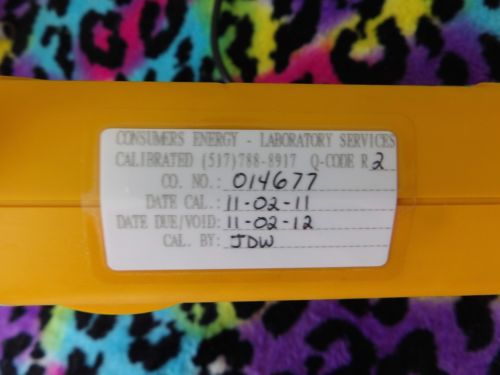 CONSUMERS ENERGY - LABORATORY SERVICES
CALIBRATED (517)788-8917 Q-CODE R 2
CO. NO.: 014677
DATE CAL.: 11-02-11
DATE DUE/VOID: 11-02-12
CAL. BY: JDW